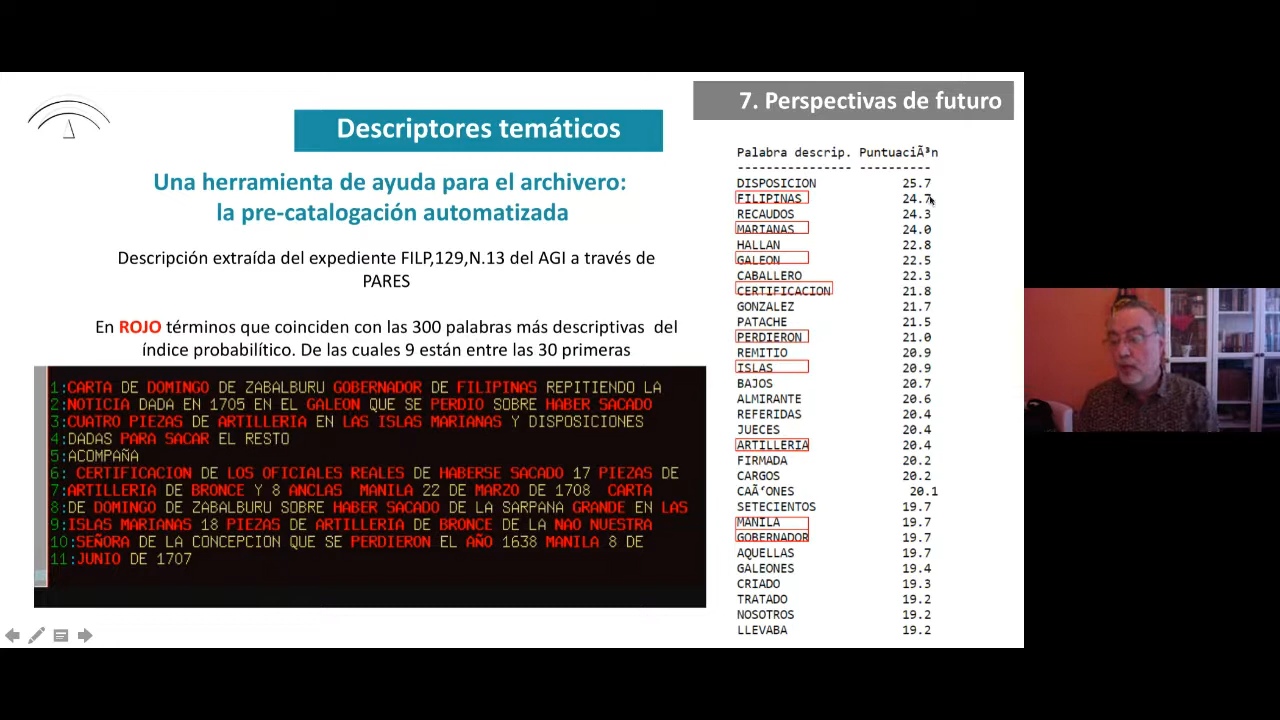 7. Perspectivas de futuro
Descriptores temáticos
Una herramienta de ayuda para el archivero:
la pre-catalogación automatizada
Descripción extraída del expediente FILP,129,N.13 del AGI a través de
PARES
En ROJO términos que coinciden con las 300 palabras más descriptivas del
índice probabilítico. De las cuales 9 están entre las 30 primeras
1:CARTA DE DOMINGO DE ZABALBURU GOBERNADOR DE FILIPINAS REPITIENDO LA
2:NOTICIA DADA EN 1705 EN EL GALEON QUE SE PERDIO SOBRE HABER SACADO
3:CUATRO PIEZAS DE ARTILLERIA EN LAS ISLAS MARIANAS Y DISPOSICIONES
4:DADAS PARA SACAR EL RESTO
5:ACOMPAÑA
6: CERTIFICACION DE LOS OFICIALES REALES DE HABERSE SACADO 17 PIEZAS DE
7:ARTILLERIA DE BRONCE Y 8 ANCLAS MANILA 22 DE MARZO DE 1708 CARTA
8:DE DOMINGO DE ZABALBURU SOBRE HABER SACADO DE LA SARPANA GRANDE EN LAS
9:ISLAS MARIANAS 18 PIEZAS DE ARTILLERIA DE BRONCE DE LA NAO NUESTRA
10:SEÑORA DE LA CONCEPCION QUE SE PERDIERON EL AÑO 1638 MANILA 8 DE
11:JUNIO DE 1707
Palabra descrip. PuntuaciÃ³n
---------------- ----------
DISPOSICION 25.7
FILIPINAS 24.7
RECAUDOS 24.3
MARIANAS 24.0
HALLAN 22.8
GALEON 22.5
CABALLERO 22.3
CERTIFICACION 21.8
GONZALEZ 21.7
PATACHE 21.5
PERDIERON 21.0
REMITIO 20.9
ISLAS 20.9
BAJOS 20.7
ALMIRANTE 20.6
REFERIDAS 20.4
JUECES 20.4
ARTILLERIA 20.4
FIRMADA 20.2
CARGOS 20.2
CAÃ‘ONES 20.1
SETECIENTOS 19.7
MANILA 19.7
GOBERNADOR 19.7
AQUELLAS 19.7
GALEONES 19.4
CRIADO 19.3
TRATADO 19.2
NOSOTROS 19.2
LLEVABA 19.2